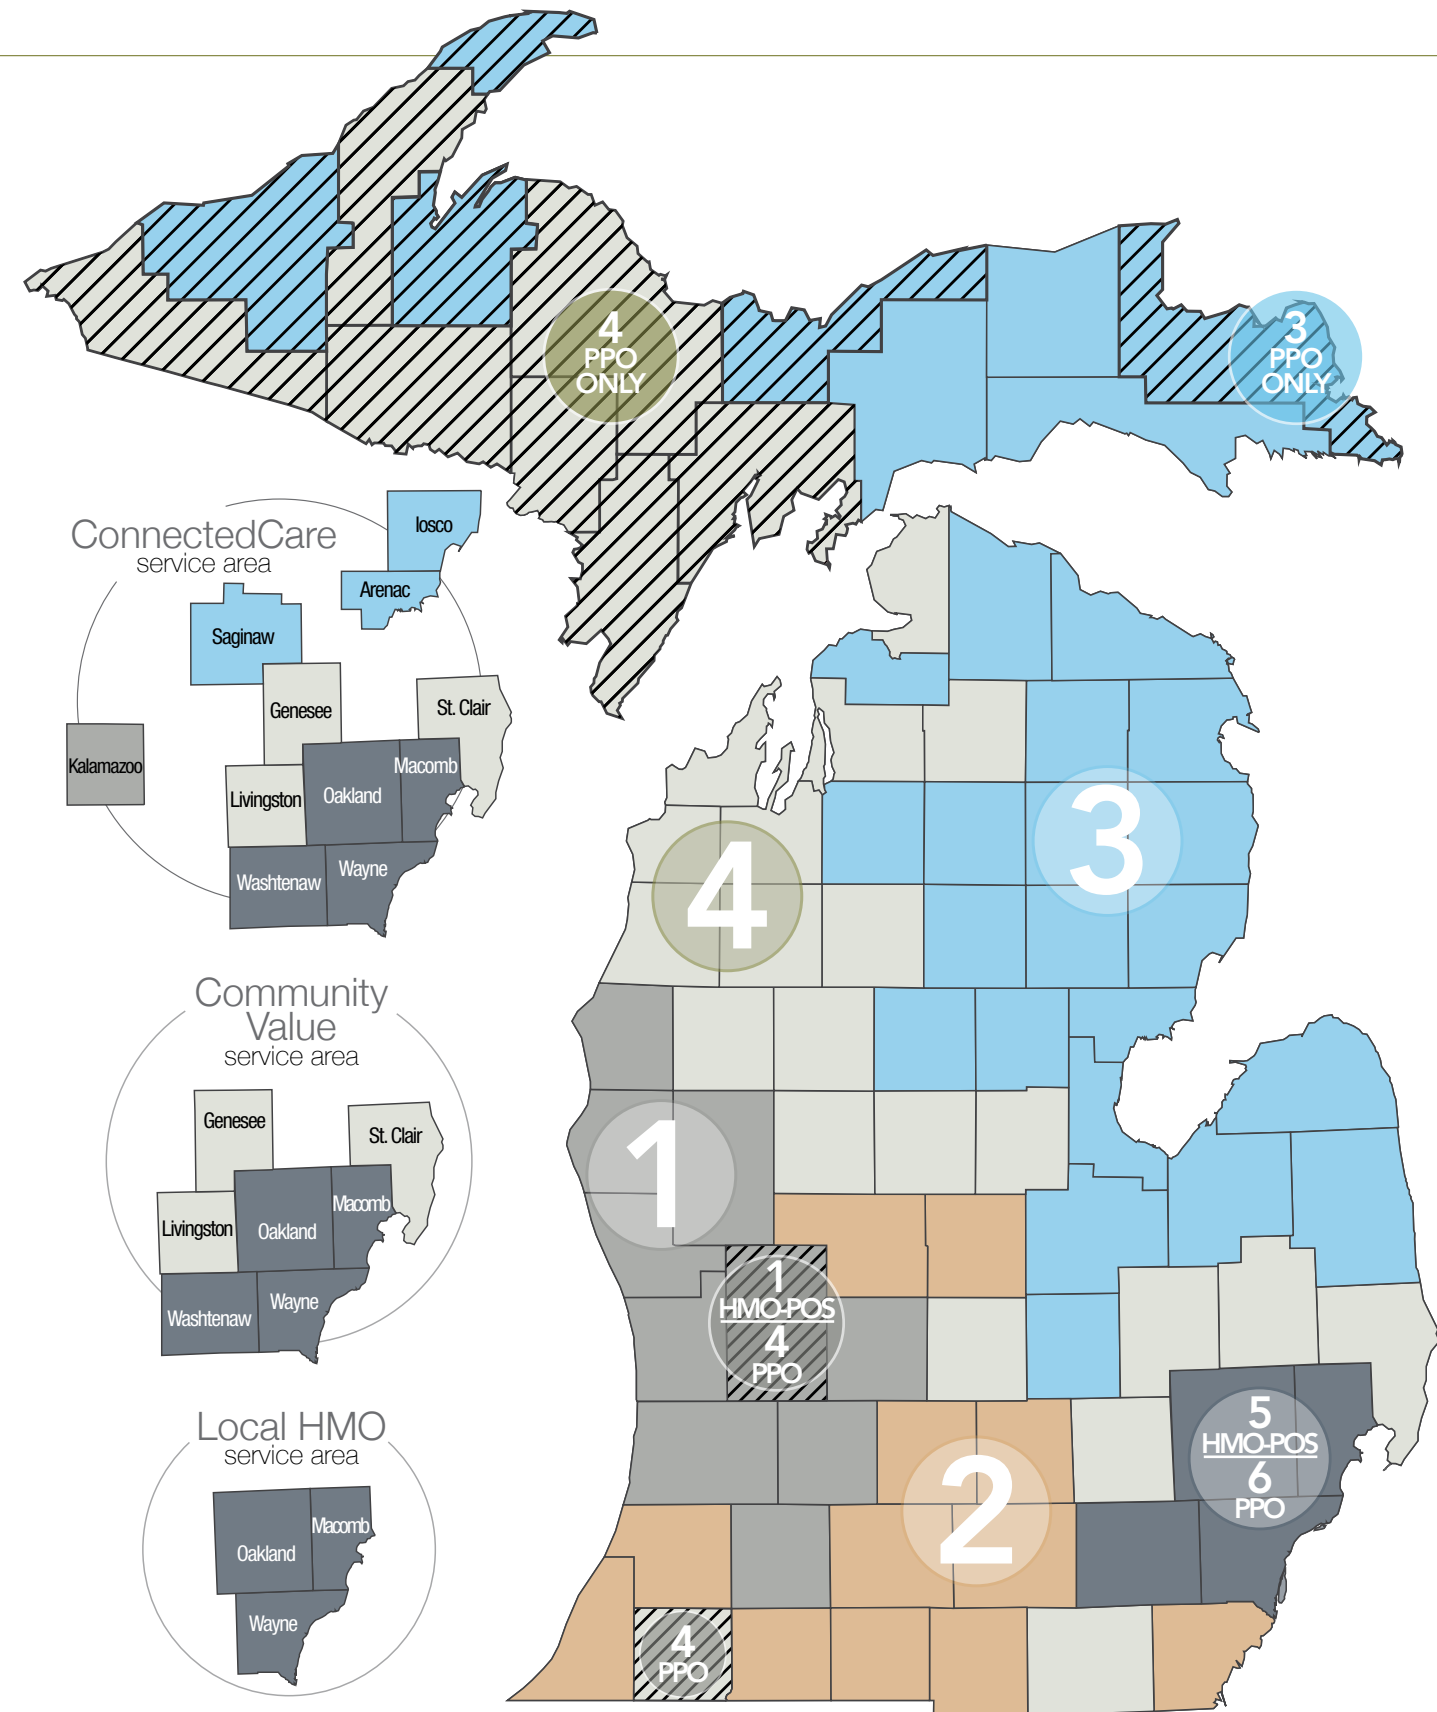 4
PPO
ONLY
3
PPO
ONLY
ConnectedCare
service area
Iosco
Arenac
Saginaw
Genesee
St. Clair
Kalamazoo
Macomb
Livingston
Oakland
Washtenaw
Wayne
3
4
Community
Value
service area
Genesee
St. Clair
Macomb
Livingston
Oakland
Washtenaw
Wayne
1
1
HMO-POS
4
PPO
Local HMO
service area
Macomb
Oakland
Wayne
5
HMO-POS
6
PPO
2
4
PPO